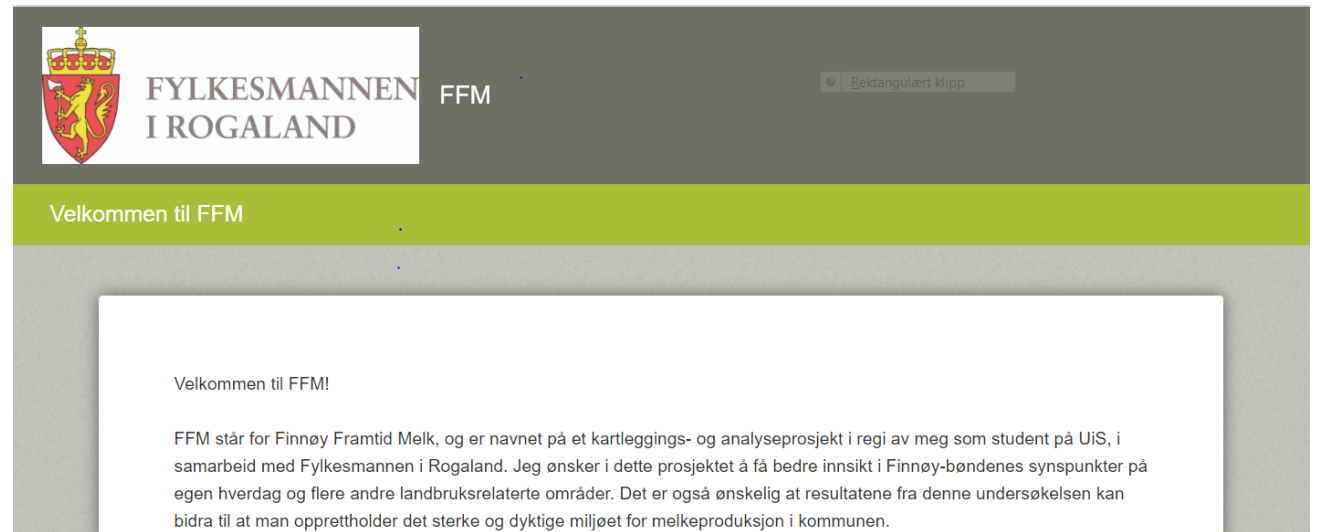 FYLKESMANNEN
I ROGALAND
FFM
Rektangulært klipp
Velkommen til FFM
Velkommen til FFM!
FFM står for Finnøy Framtid Melk, og er navnet på et kartleggings- og analyseprosjekt i regi av meg som student på UiS, i
samarbeid med Fylkesmannen i Rogaland. Jeg ønsker i dette prosjektet å få bedre innsikt i Finnøy-bøndenes synspunkter på
egen hverdag og flere andre landbruksrelaterte områder. Det er også ønskelig at resultatene fra denne undersøkelsen kan
bidra til at man opprettholder det sterke og dyktige miljøet for melkeproduksjon i kommunen.